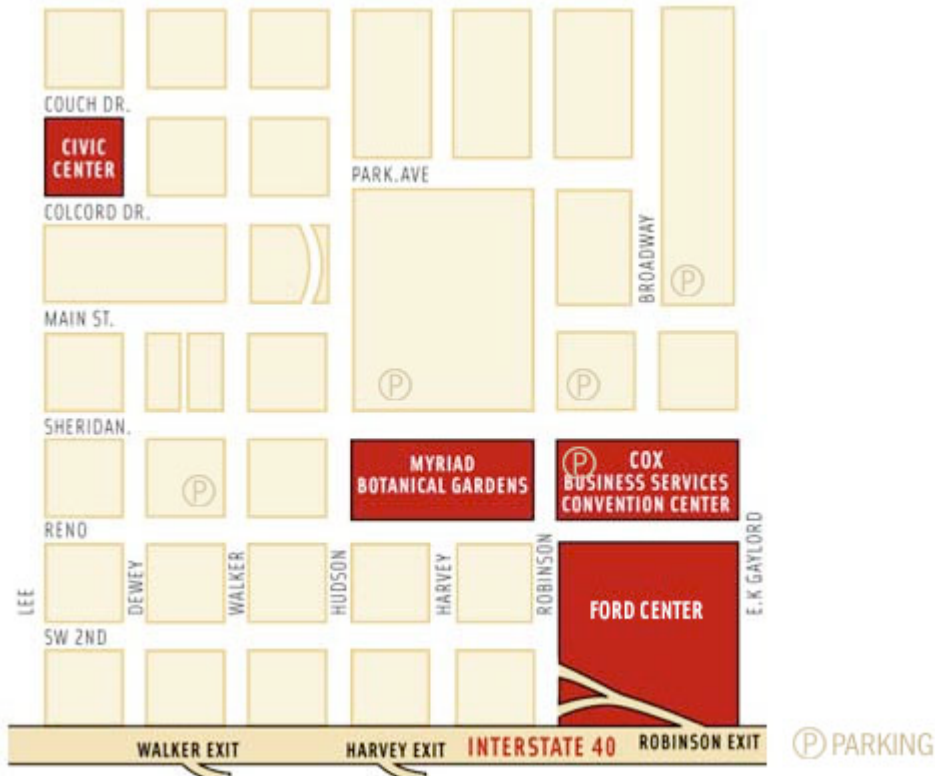 COUCH DR.
CIVIC
CENTER
PARK.AVE
COLCORD DR.
BROADWAY
P
MAIN ST.
P
P
SHERIDAN.
MYRIAD
BOTANICAL GARDENS
P
COX
BUSINESS SERVICES
CONVENTION CENTER
P
RENO
LEE
DEWEY
WALKER
HUDSON
HARVEY
ROBINSON
E.K GAYLORD
FORD CENTER
SW 2ND
WALKER EXIT
HARVEY EXIT
INTERSTATE 40
ROBINSON EXIT
P PARKING